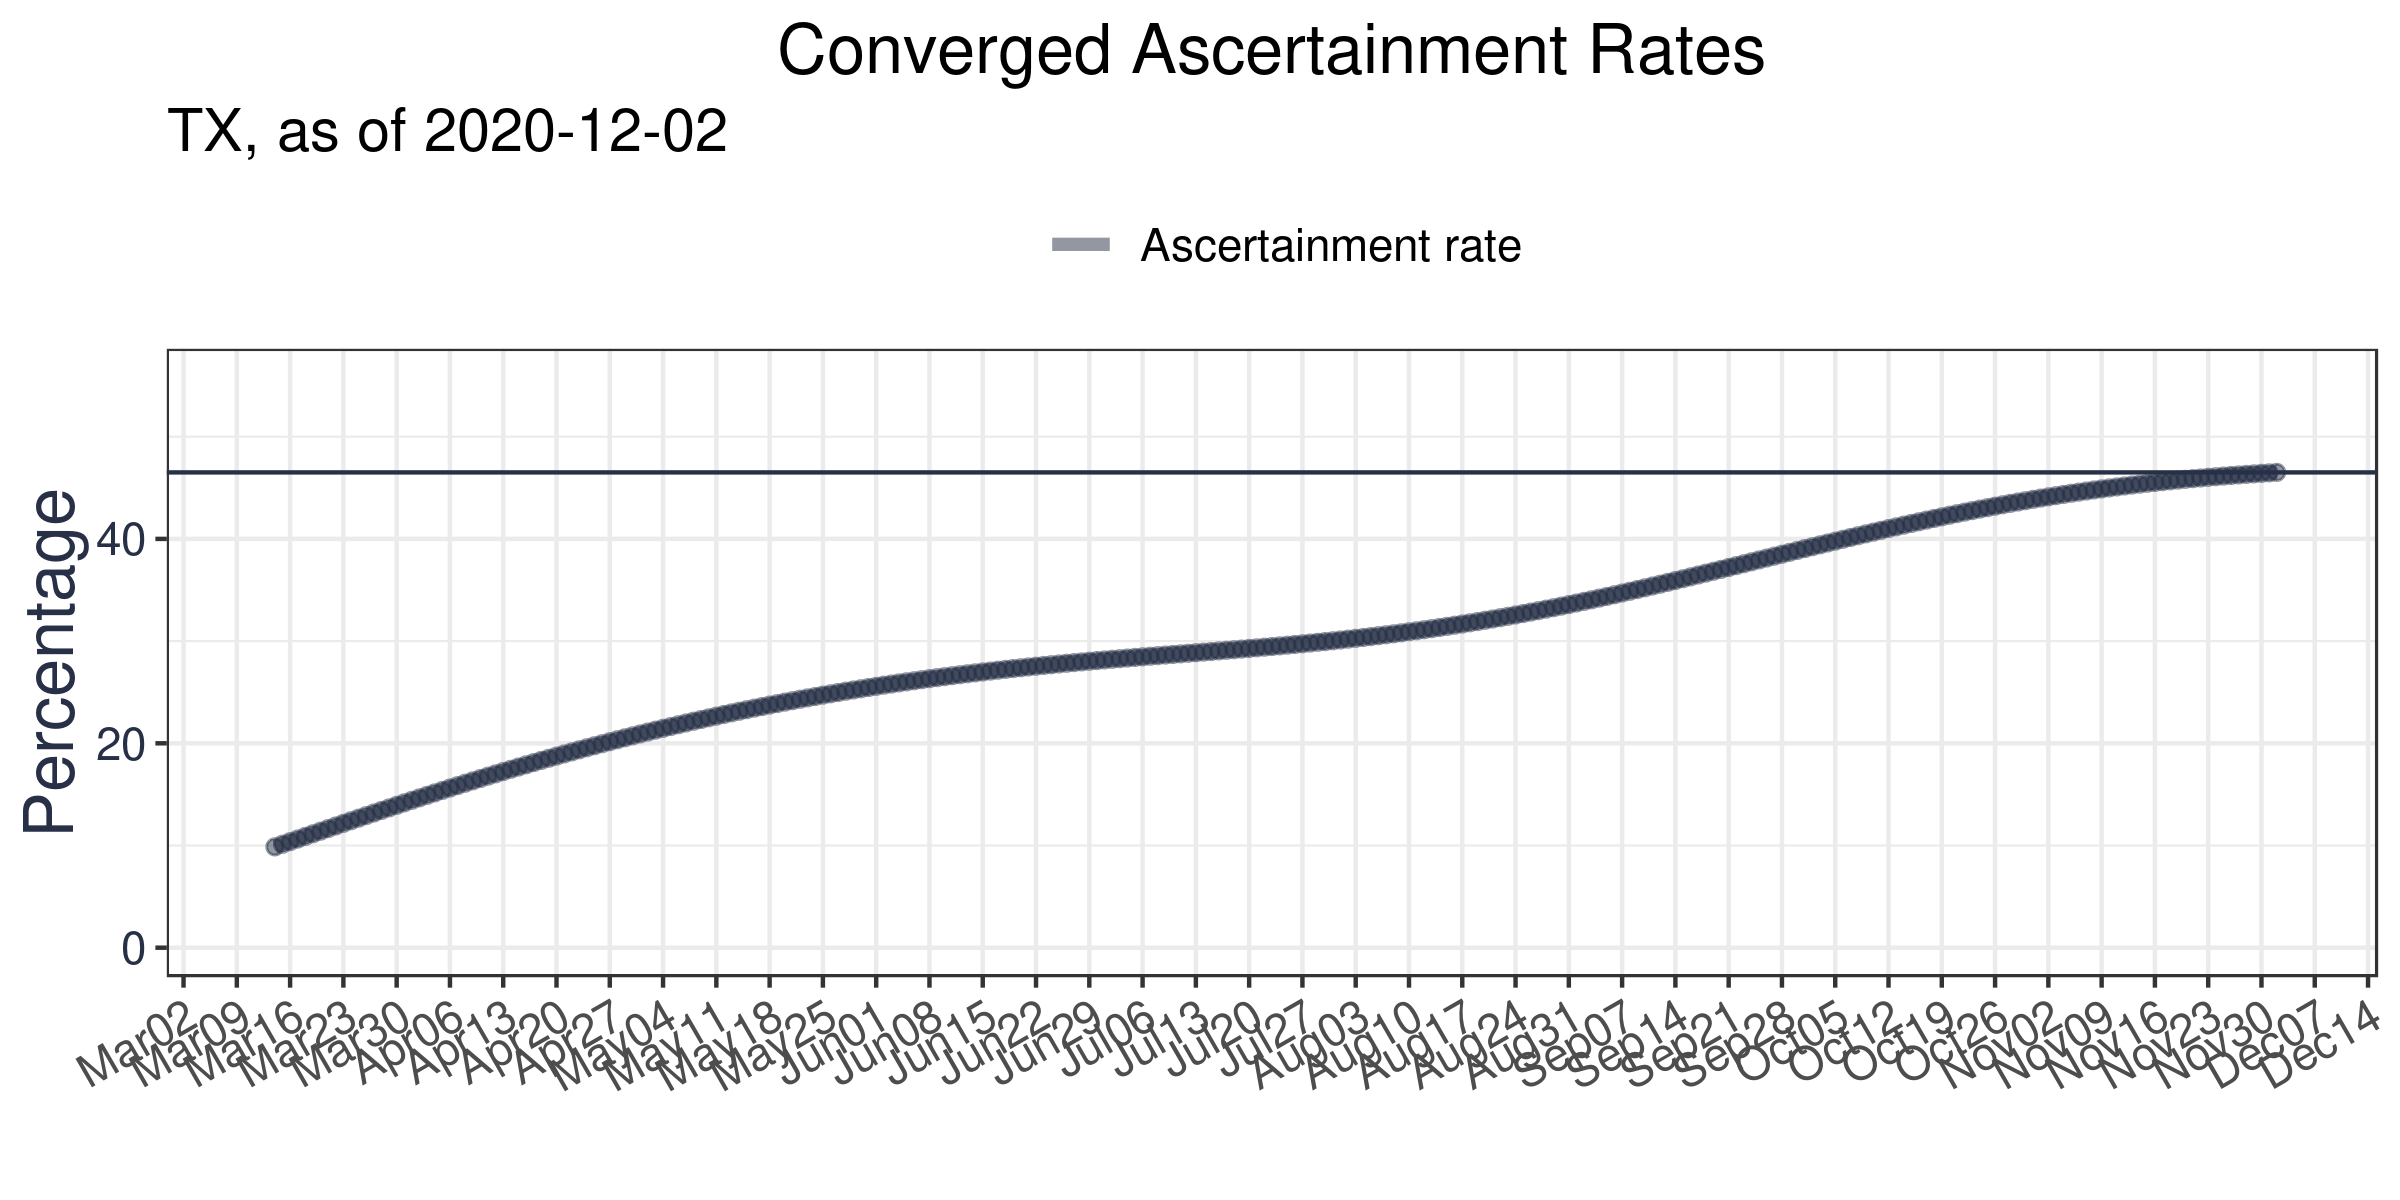 Converged Ascertainment Rates
TX, as of 2020-12-02
Ascertainment rate
Percentage
40
20
0
Mar02 Mar09 Mar16 Mar23 Mar30 Apr06 Apr13 Apr20 Apr27 May04 May11 May18 May25 Jun01 Jun08 Jun15 Jun22 Jun29 Jul06 Jul13 Jul20 Jul27 Aug03 Aug10 Aug17 Aug24 Aug31 Sep07 Sep14 Sep21 Sep28 Oct05 Oct12 Oct19 Oct26 Nov02 Nov09 Nov16 Nov23 Nov30 Dec07 Dec14